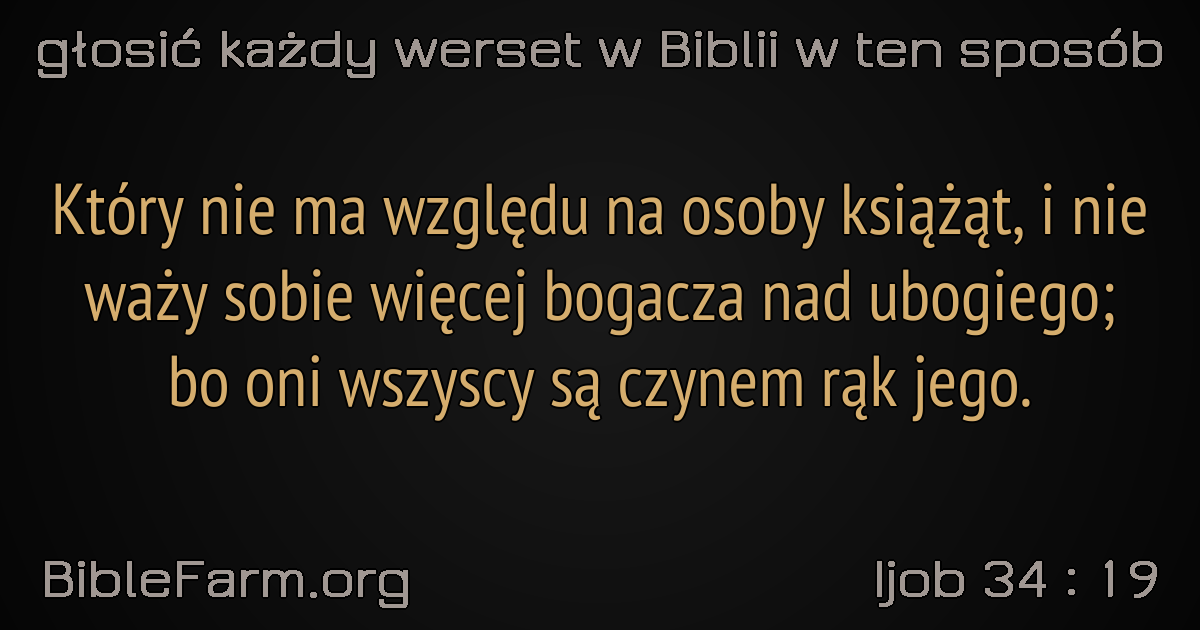 głosić każdy werset w Biblii w ten sposób
Który nie ma względu na osoby książąt, i nie
waży sobie więcej bogacza nad ubogiego;
bo oni wszyscy są czynem rąk jego.
BibleFarm.org
Ijob 34 : 19